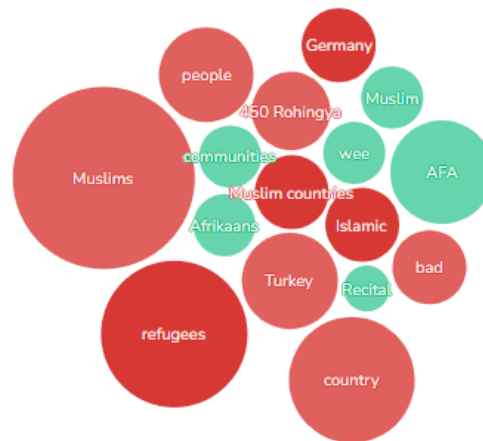 Germany
people
Muslim
450 Rohingya
communities
wee
AFA
Muslims
Muslim countries
Afrikaans
Islamic
bad
Turkey
Recital
refugees
country